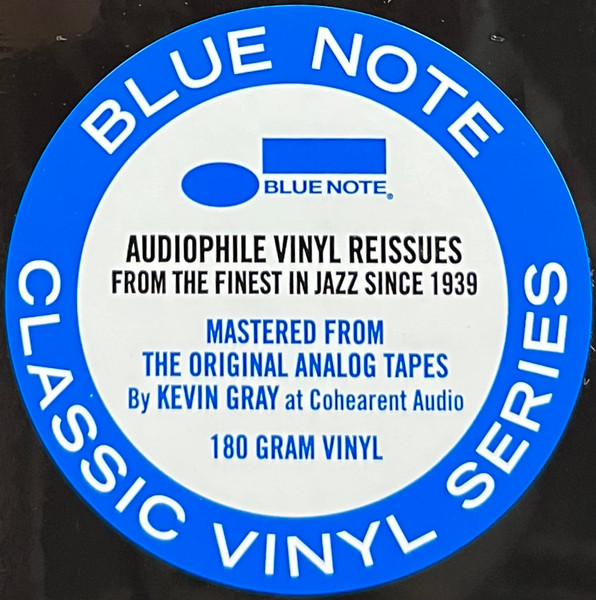 BLUE NOTE
BLUE NOTE®
AUDIOPHILE VINYL REISSUES
FROM THE FINEST IN JAZZ SINCE 1939
MASTERED FROM
THE ORIGINAL ANALOG TAPES
By KEVIN GRAY at Cohearent Audio
180 GRAM VINYL
CLASSIC VINYL SERIES